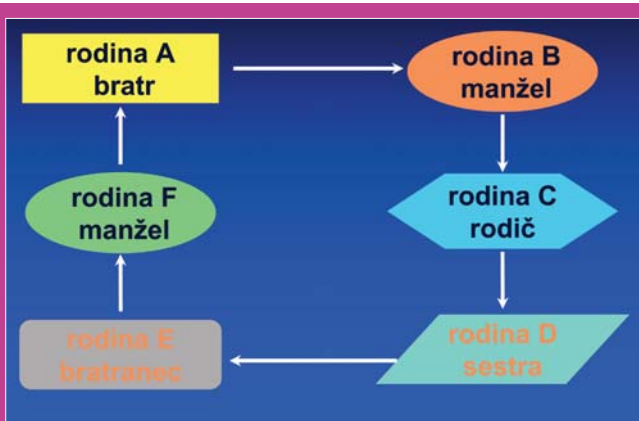 rodina A
bratr
rodina B
manžel
rodina F
manžel
rodina C
rodič
rodina E
bratranec
rodina D
sestra